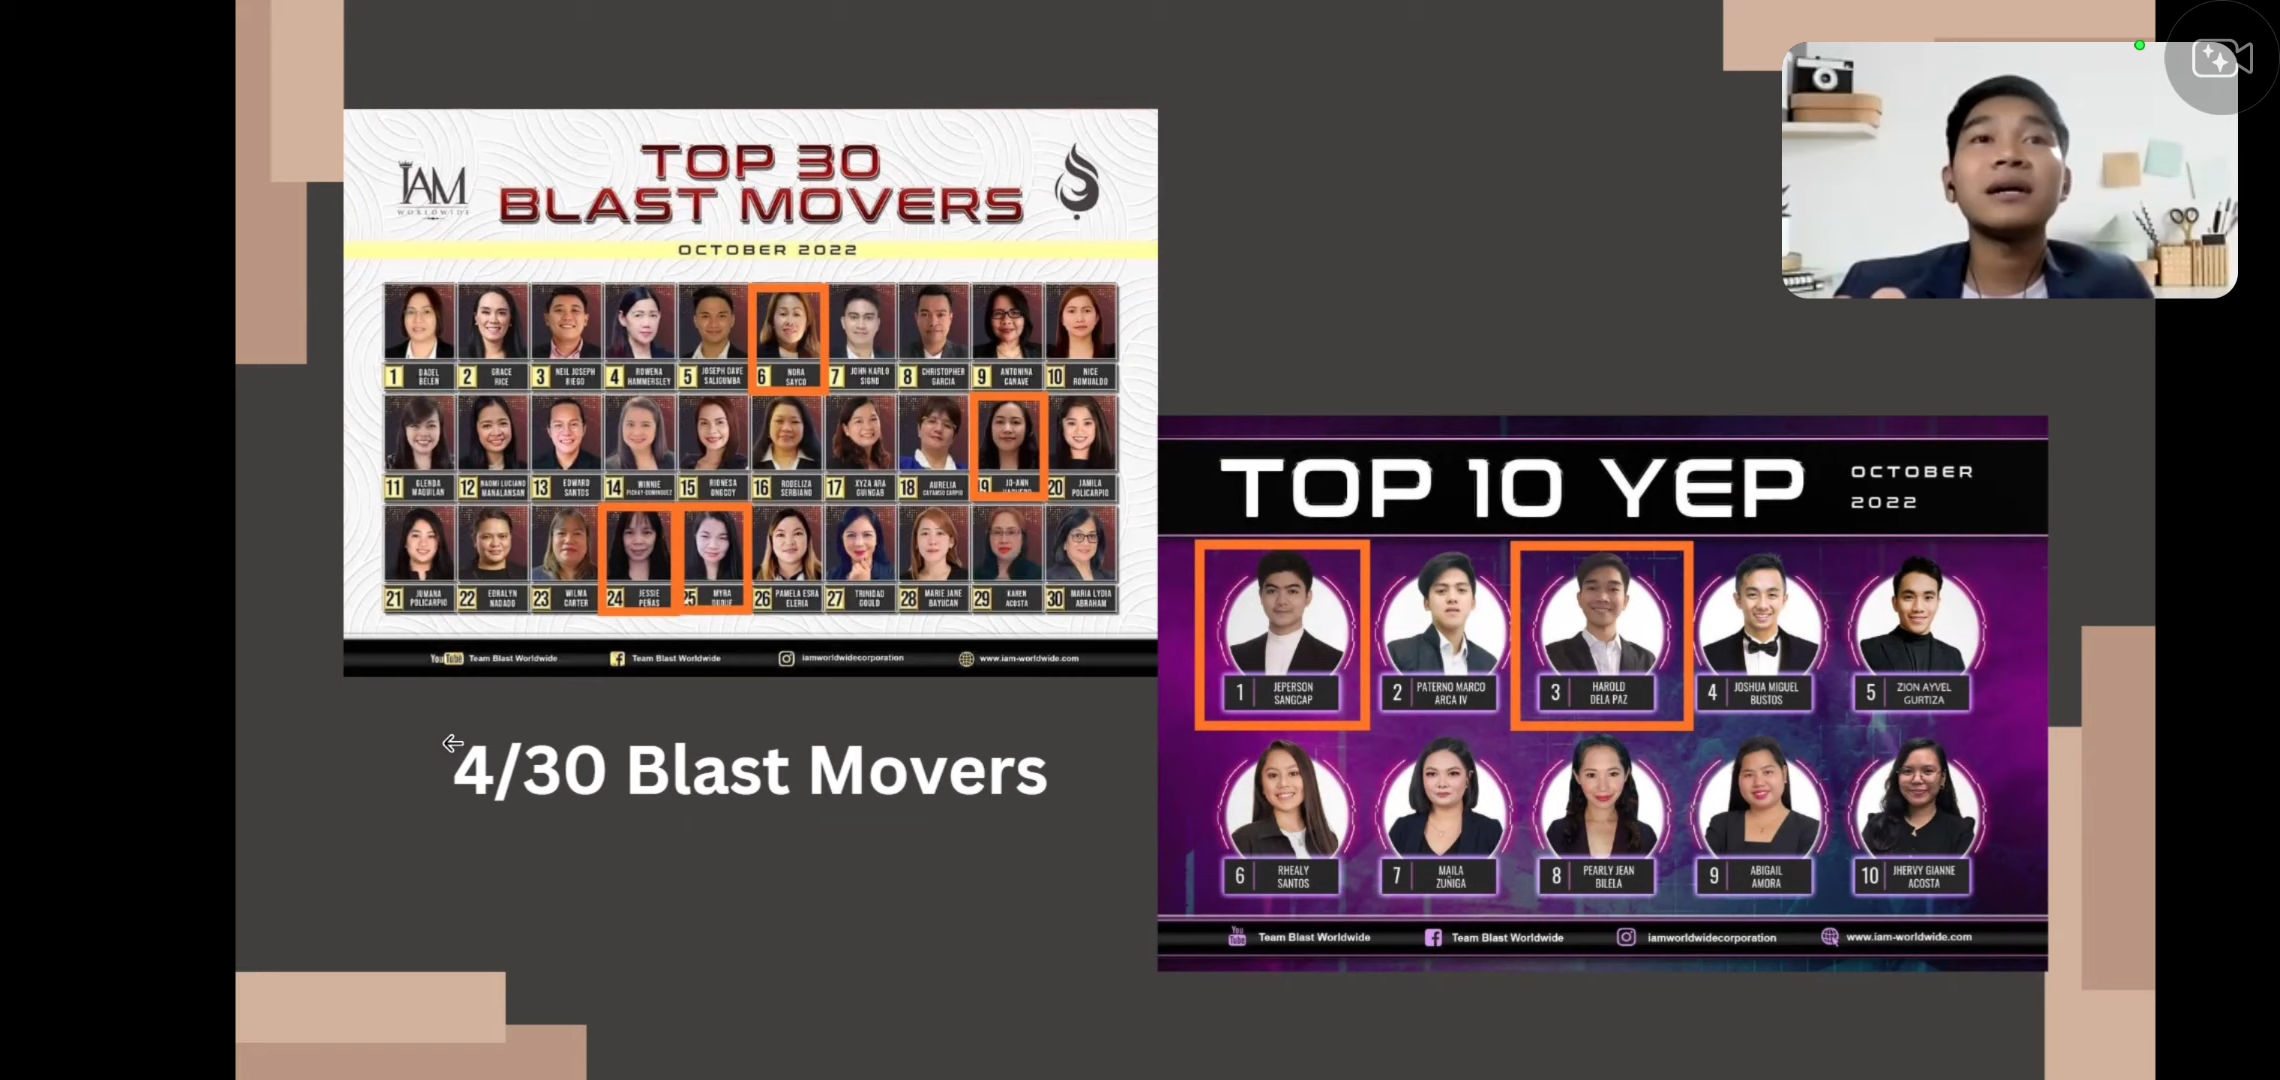 IAM
WORLDWIDE
TOP 30
BLAST MOVERS
OCTOBER 2022
1 DADEL
BELEN
2 GRACE
RICE
3 NEIL JOSEPH
RIEGO
4 ROWENA
HAMMERSLEY
5 JOSEPH DAVE
SALIGUMBA
6 NORA
SAYCO
7 JOHN KARLO
SIGNO
8 CHRISTOPHER
GARCIA
9 ANTONINA
CARAVE
10 NICE
ROMUALDO
11 GLENDA
MAQUILAN
12 NAOMI LUCIANO
MANALANSAN
13 EDWARD
SANTOS
14 WINNIE
15 RIONESA
ONGCOY
16 RODELIZA
SERBIANO
17 XYZA ARA
GUINGAB
18 AURELIA
CAYAMSO CARPIO
19 JO-ANN
20 JAMILA
POLICARPIO
21 JUMANA
POLICARPIO
22 EDRALYN
NADADO
23 WILMA
CARTER
24 JESSIE
PEÑAS
25 MYRA
DUQUE
26 PAMELA ESRA
ELERIA
27 TRINIDAD
GOULD
28 MARIE JANE
BAYUCAN
29 KAREN
ACOSTA
30 MARIA LYDIA
ABRAHAM
YouTube Team Blast Worldwide
Team Blast Worldwide
iamworldwidecorporation
www.iam-worldwide.com
4/30 Blast Movers
TOP 10 YEP
OCTOBER
2022
1 JEPERSON
SANGCAP
2 PATERNO MARCO
ARCA IV
3 HAROLD
DELA PAZ
4 JOSHUA MIGUEL
BUSTOS
5 ZION AYVEL
GURTIZA
6 RHEALY
SANTOS
7 MAILA
ZUÑIGA
8 PEARLY JEAN
BILELA
9 ABIGAIL
AMORA
10 JHERVY GIANNE
ACOSTA
YouTube Team Blast Worldwide
Team Blast Worldwide
iamworldwidecorporation
www.iam-worldwide.com